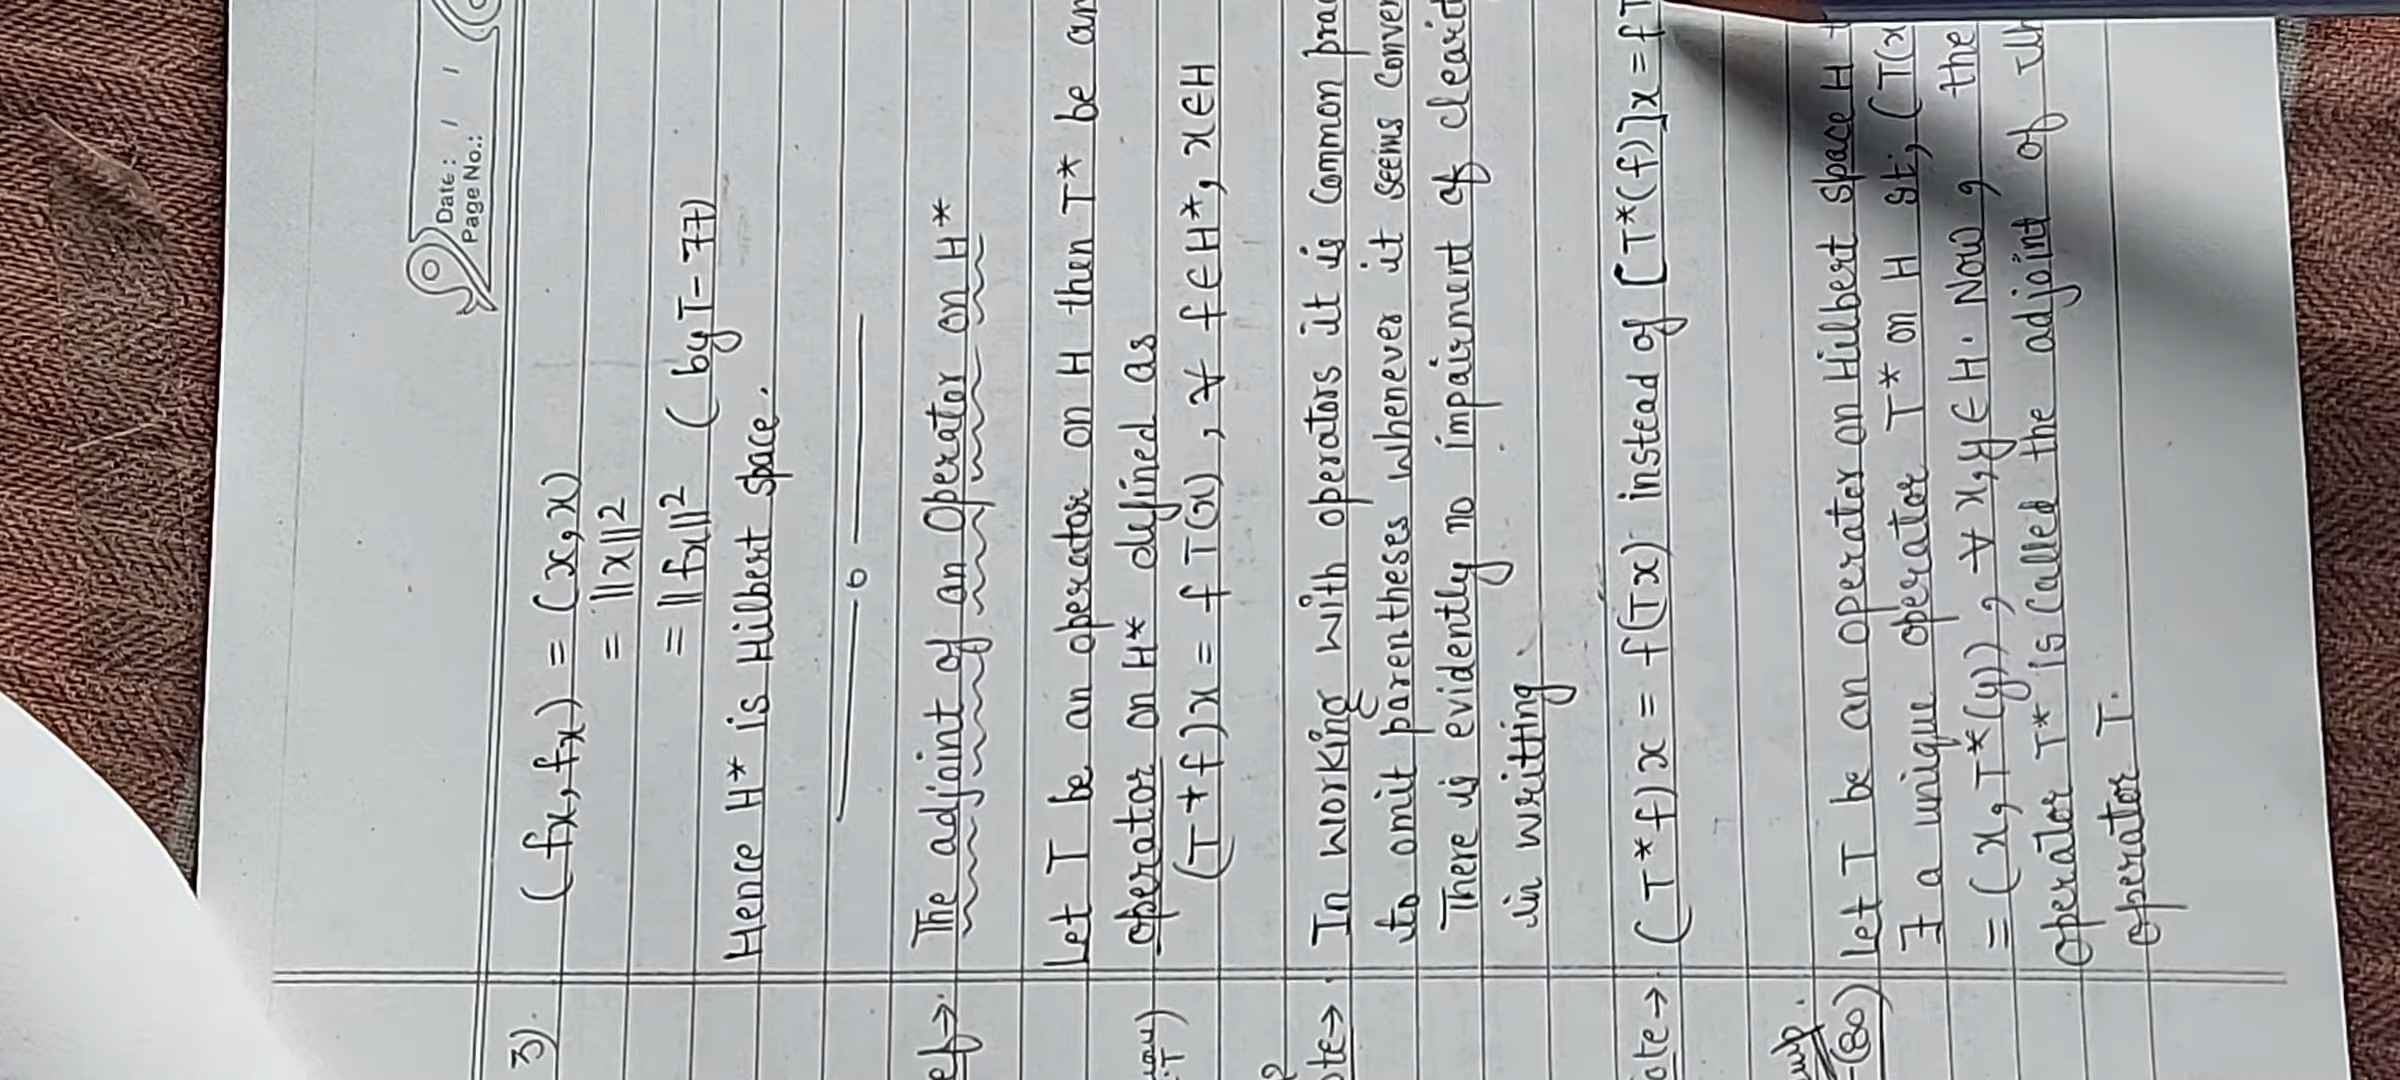 Date: / /
Page No.:
3). (fx, fx) = (x, x)
= ||x||2
= ||fx||2 (by T-77)
Hence H* is Hilbert space.
The adjoint of an Operator on H*
Let T be an operator on H then T* be an
operator on H* defined as
(T*f)x = f T(x), ∀ f ∈ H*, x ∈ H
In working with operators it is common
to omit parentheses whenever it seems
There is evidently no impairment of
in writting
(T*f)x = f(Tx) instead of [T*(f)]x =
(80) Let T be an operator on Hilbert space H
∃ a unique operator T* on H st; (T(x
= (x, T*(y)), ∀ x, y ∈ H. Now, the
operator T* is called the adjoint of
operator T.